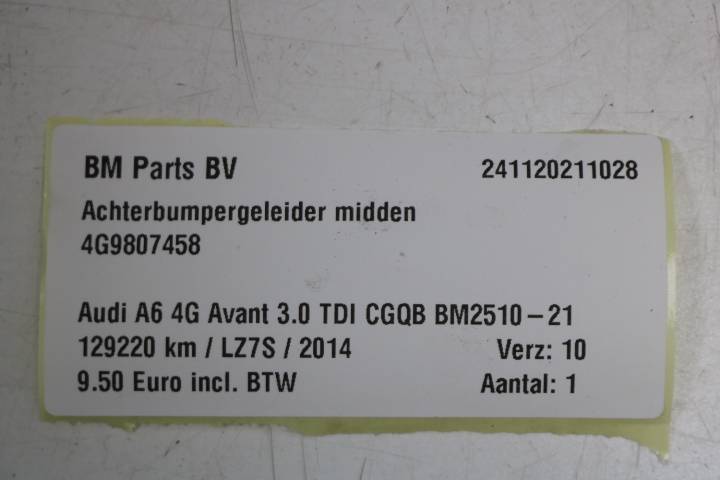 BM Parts BV 241120211028
Achterbumpergeleider midden
4G9807458
Audi A6 4G Avant 3.0 TDI CGQB BM2510-21
129220 km / LZ7S / 2014 Verz: 10
9.50 Euro incl. BTW Aantal: 1